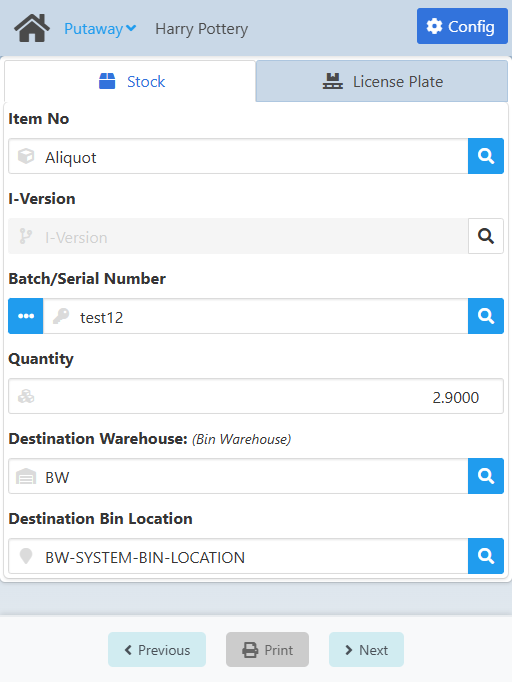 Putaway Harry Pottery Config
Stock License Plate
Item No
Aliquot
I-Version
I-Version
Batch/Serial Number
test12
Quantity
2.9000
Destination Warehouse: (Bin Warehouse)
BW
Destination Bin Location
BW-SYSTEM-BIN-LOCATION
Previous Print Next